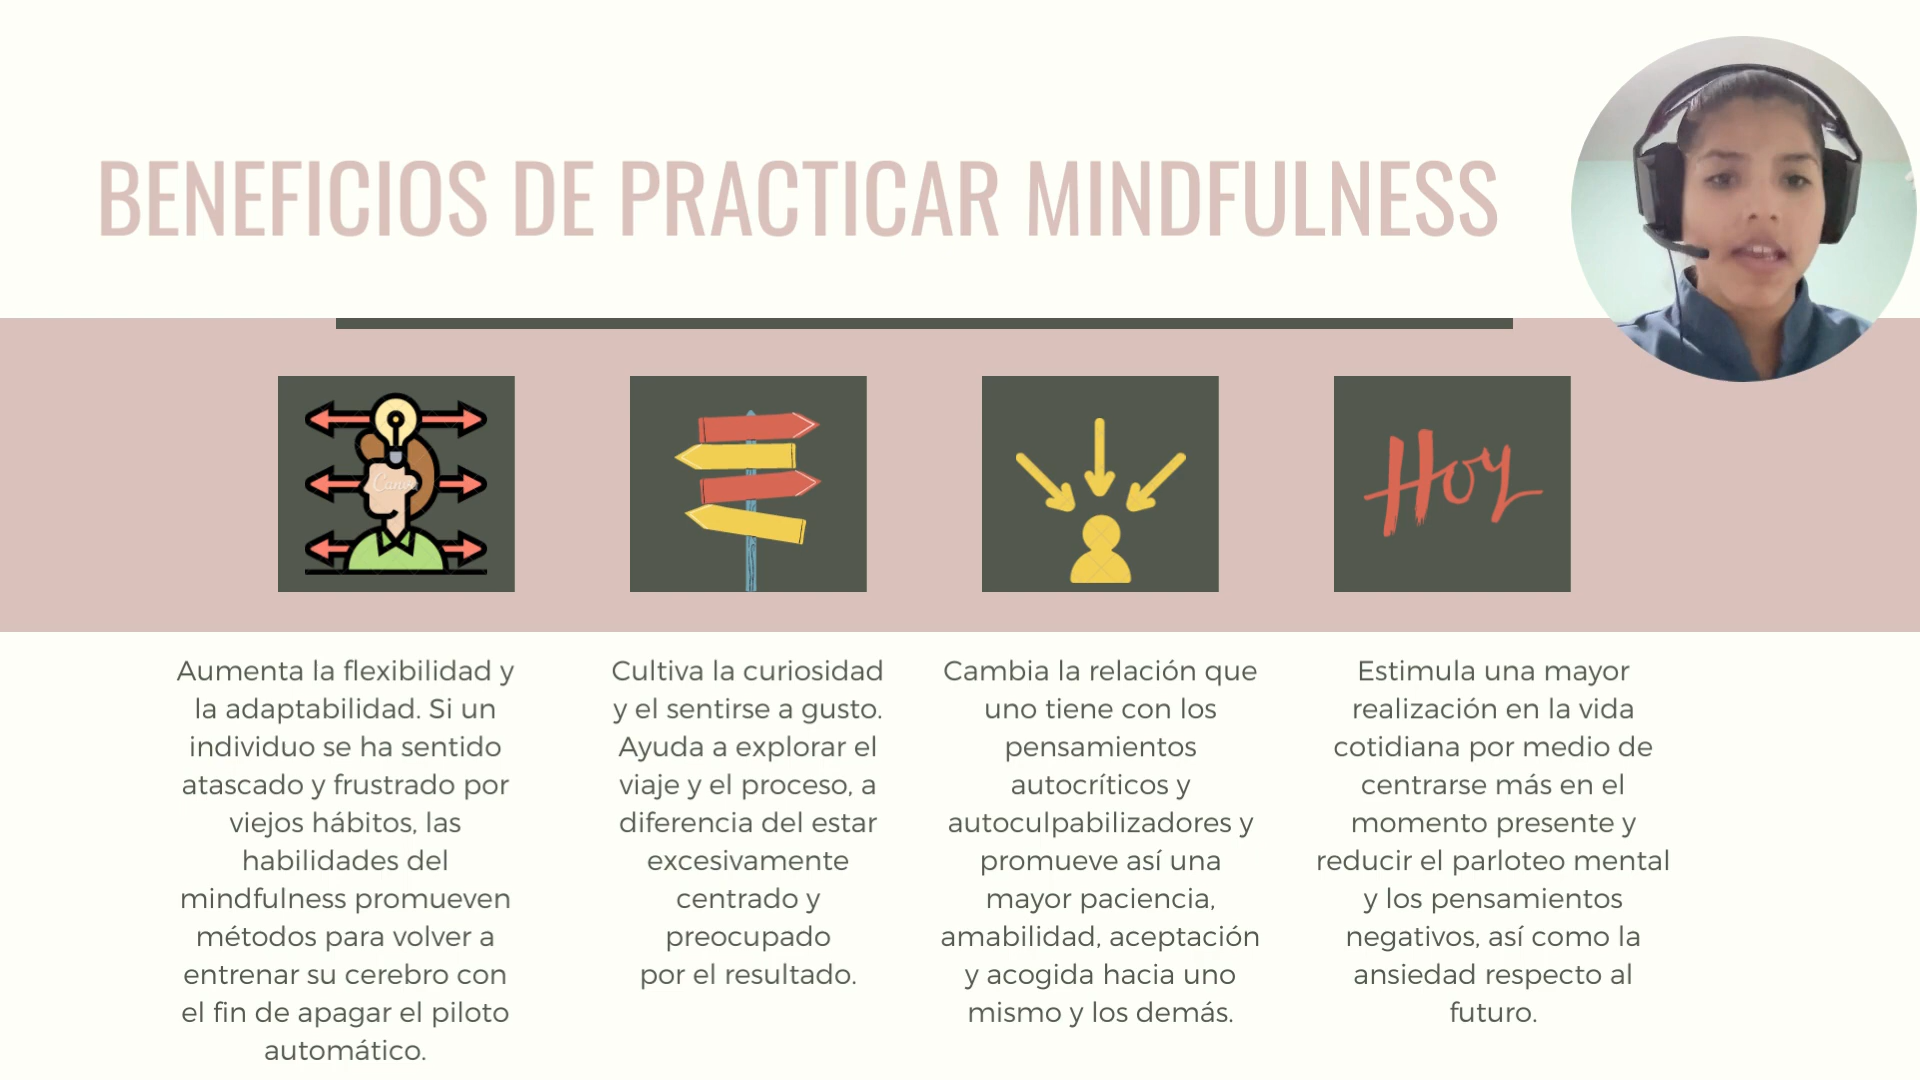 BENEFICIOS DE PRACTICAR MINDFULNESS
Canva
Hoy
Aumenta la flexibilidad y
la adaptabilidad. Si un
individuo se ha sentido
atascado y frustrado por
viejos hábitos, las
habilidades del
mindfulness promueven
métodos para volver a
entrenar su cerebro con
el fin de apagar el piloto
automático.
Cultiva la curiosidad
y el sentirse a gusto.
Ayuda a explorar el
viaje y el proceso, a
diferencia del estar
excesivamente
centrado y
preocupado
por el resultado.
Cambia la relación que
uno tiene con los
pensamientos
autocríticos y
autoculpabilizadores y
promueve así una
mayor paciencia,
amabilidad, aceptación
y acogida hacia uno
mismo y los demás.
Estimula una mayor
realización en la vida
cotidiana por medio de
centrarse más en el
momento presente y
reducir el parloteo mental
y los pensamientos
negativos, así como la
ansiedad respecto al
futuro.